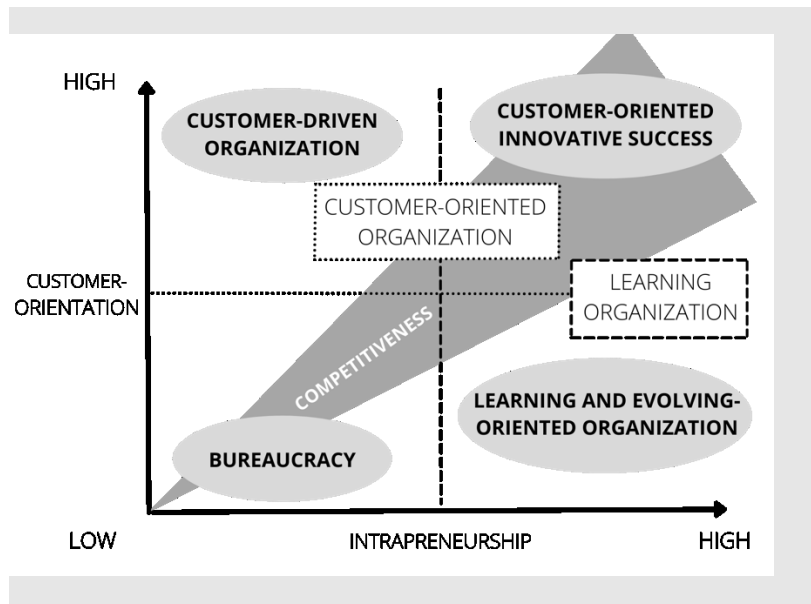 HIGH
CUSTOMER-DRIVEN
ORGANIZATION
CUSTOMER-ORIENTED
INNOVATIVE SUCCESS
CUSTOMER-ORIENTED
ORGANIZATION
CUSTOMER-
ORIENTATION
LEARNING
ORGANIZATION
COMPETITIVENESS
LEARNING AND EVOLVING-
ORIENTED ORGANIZATION
BUREAUCRACY
LOW
INTRAPRENEURSHIP
HIGH